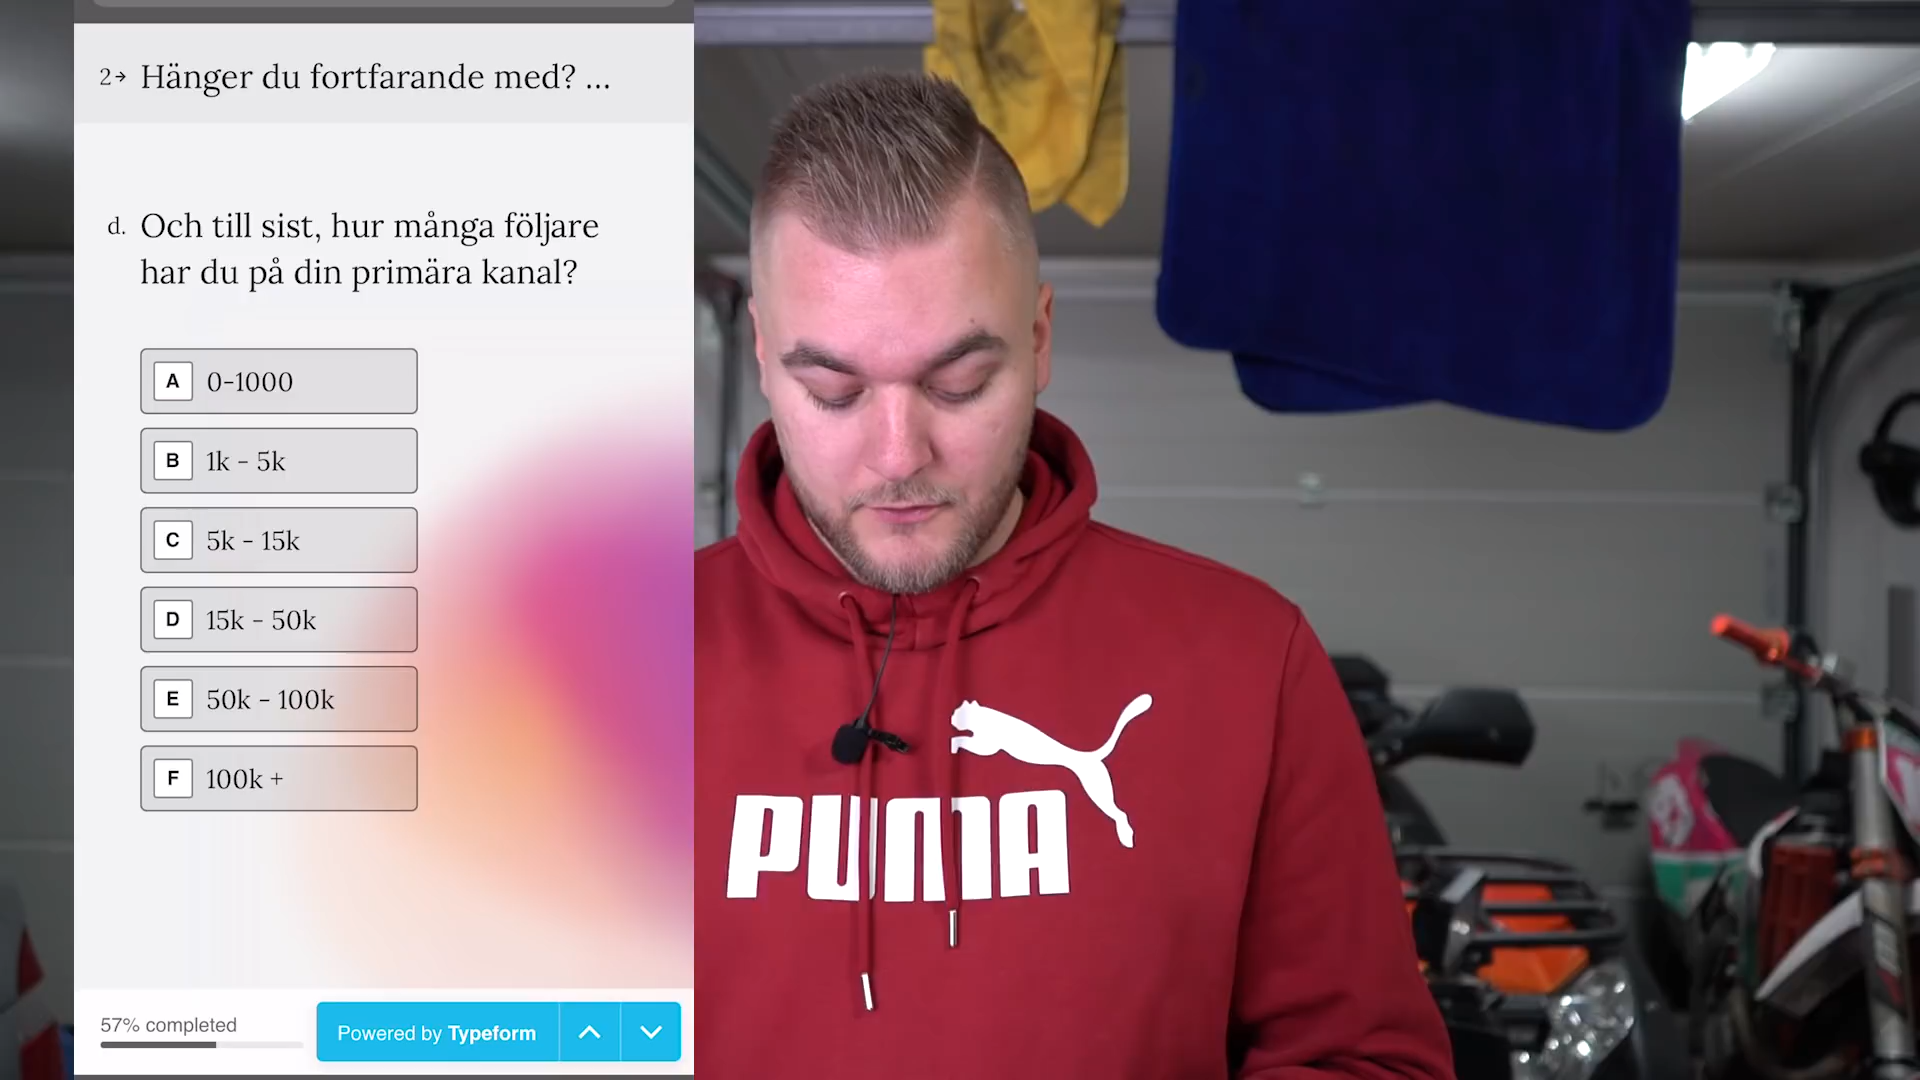 2→ Hänger du fortfarande med? ...
d. Och till sist, hur många följare
har du på din primära kanal?
A 0-1000
B 1k - 5k
C 5k - 15k
D 15k - 50k
E 50k - 100k
F 100k +
57% completed
Powered by Typeform
PUMA